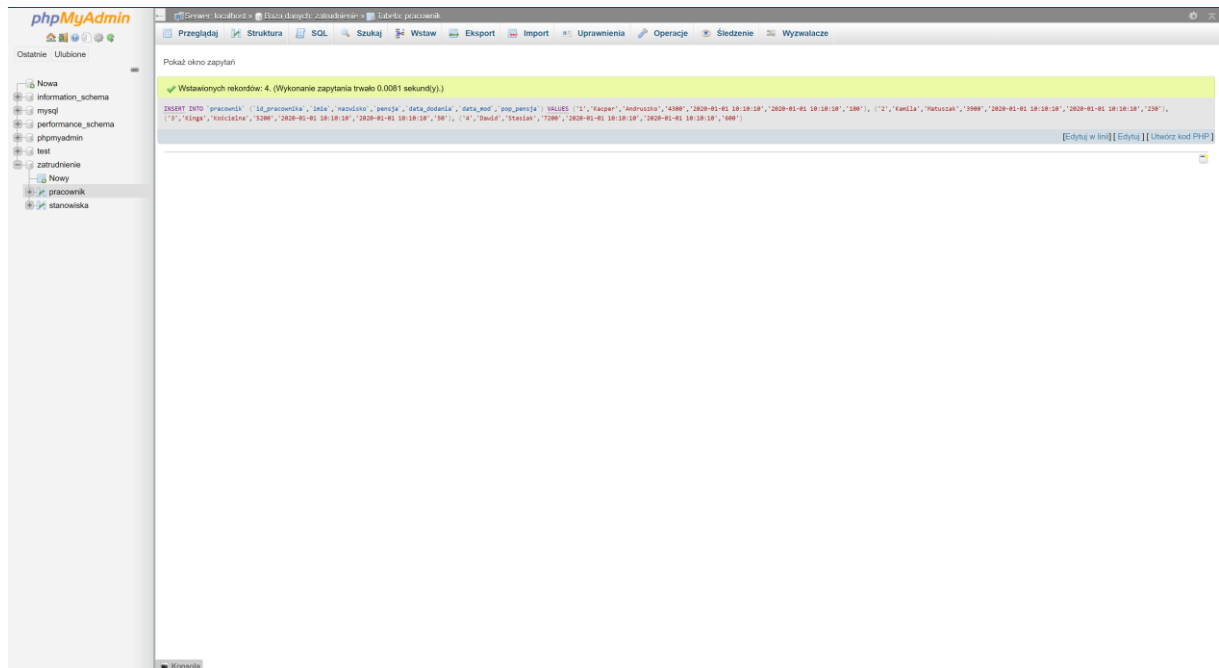 phpMyAdmin
Ostatnie Ulubione
Nowa
information_schema
mysql
performance_schema
phpmyadmin
test
zatrudnienie
Nowy
pracownik
stanowiska
Serwer: localhost » Baza danych: zatrudnienie » Tabela: pracownik
Przeglądaj Struktura SQL Szukaj Wstaw Eksport Import Uprawnienia Operacje Śledzenie Wyzwalacze
Pokaż okno zapytań
Wstawionych rekordów: 4. (Wykonanie zapytania trwało 0.0081 sekund(y).)
INSERT INTO `pracownik` (`id_pracownika`,`imie`,`nazwisko`,`pensja`,`data_dodania`,`data_mod`,`pop_pensja`) VALUES ('1','Kacper','Andruszko','4300','2020-01-01 10:10:10','2020-01-01 10:10:10','100'), ('2','Kamila','Matuszak','3900','2020-01-01 10:10:10','2020-01-01 10:10:10','230'),
('3','Kinga','Kościelna','5200','2020-01-01 10:10:10','2020-01-01 10:10:10','50'), ('4','Dawid','Stasiak','7200','2020-01-01 10:10:10','2020-01-01 10:10:10','600')
[Edytuj w linii] [ Edytuj ] [ Utwórz kod PHP ]
Konsola